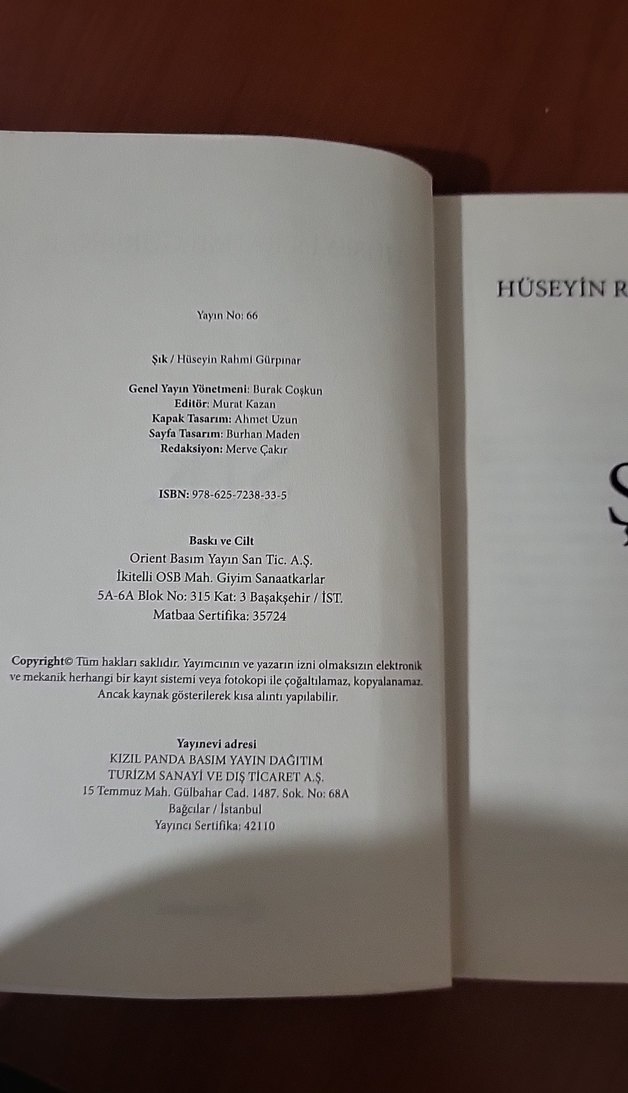 Yayın No: 66
Şık / Hüseyin Rahmi Gürpınar
Genel Yayın Yönetmeni: Burak Coşkun
Editör: Murat Kazan
Kapak Tasarım: Ahmet Uzun
Sayfa Tasarım: Burhan Maden
Redaksiyon: Merve Çakır
ISBN: 978-625-7238-33-5
Baskı ve Cilt
Orient Basım Yayın San Tic. A.Ş.
İkitelli OSB Mah. Giyim Sanaatkarlar
5A-6A Blok No: 315 Kat: 3 Başakşehir / İST.
Matbaa Sertifika: 35724
Copyright© Tüm hakları saklıdır. Yayımcının ve yazarın izni olmaksızın elektronik
ve mekanik herhangi bir kayıt sistemi veya fotokopi ile çoğaltılamaz, kopyalanamaz.
Ancak kaynak gösterilerek kısa alıntı yapılabilir.
Yayınevi adresi
KIZIL PANDA BASIM YAYIN DAĞITIM
TURİZM SANAYİ VE DIŞ TİCARET A.Ş.
15 Temmuz Mah. Gülbahar Cad. 1487. Sok. No: 68A
Bağcılar / İstanbul
Yayıncı Sertifika: 42110
HÜSEYİN R
Ş